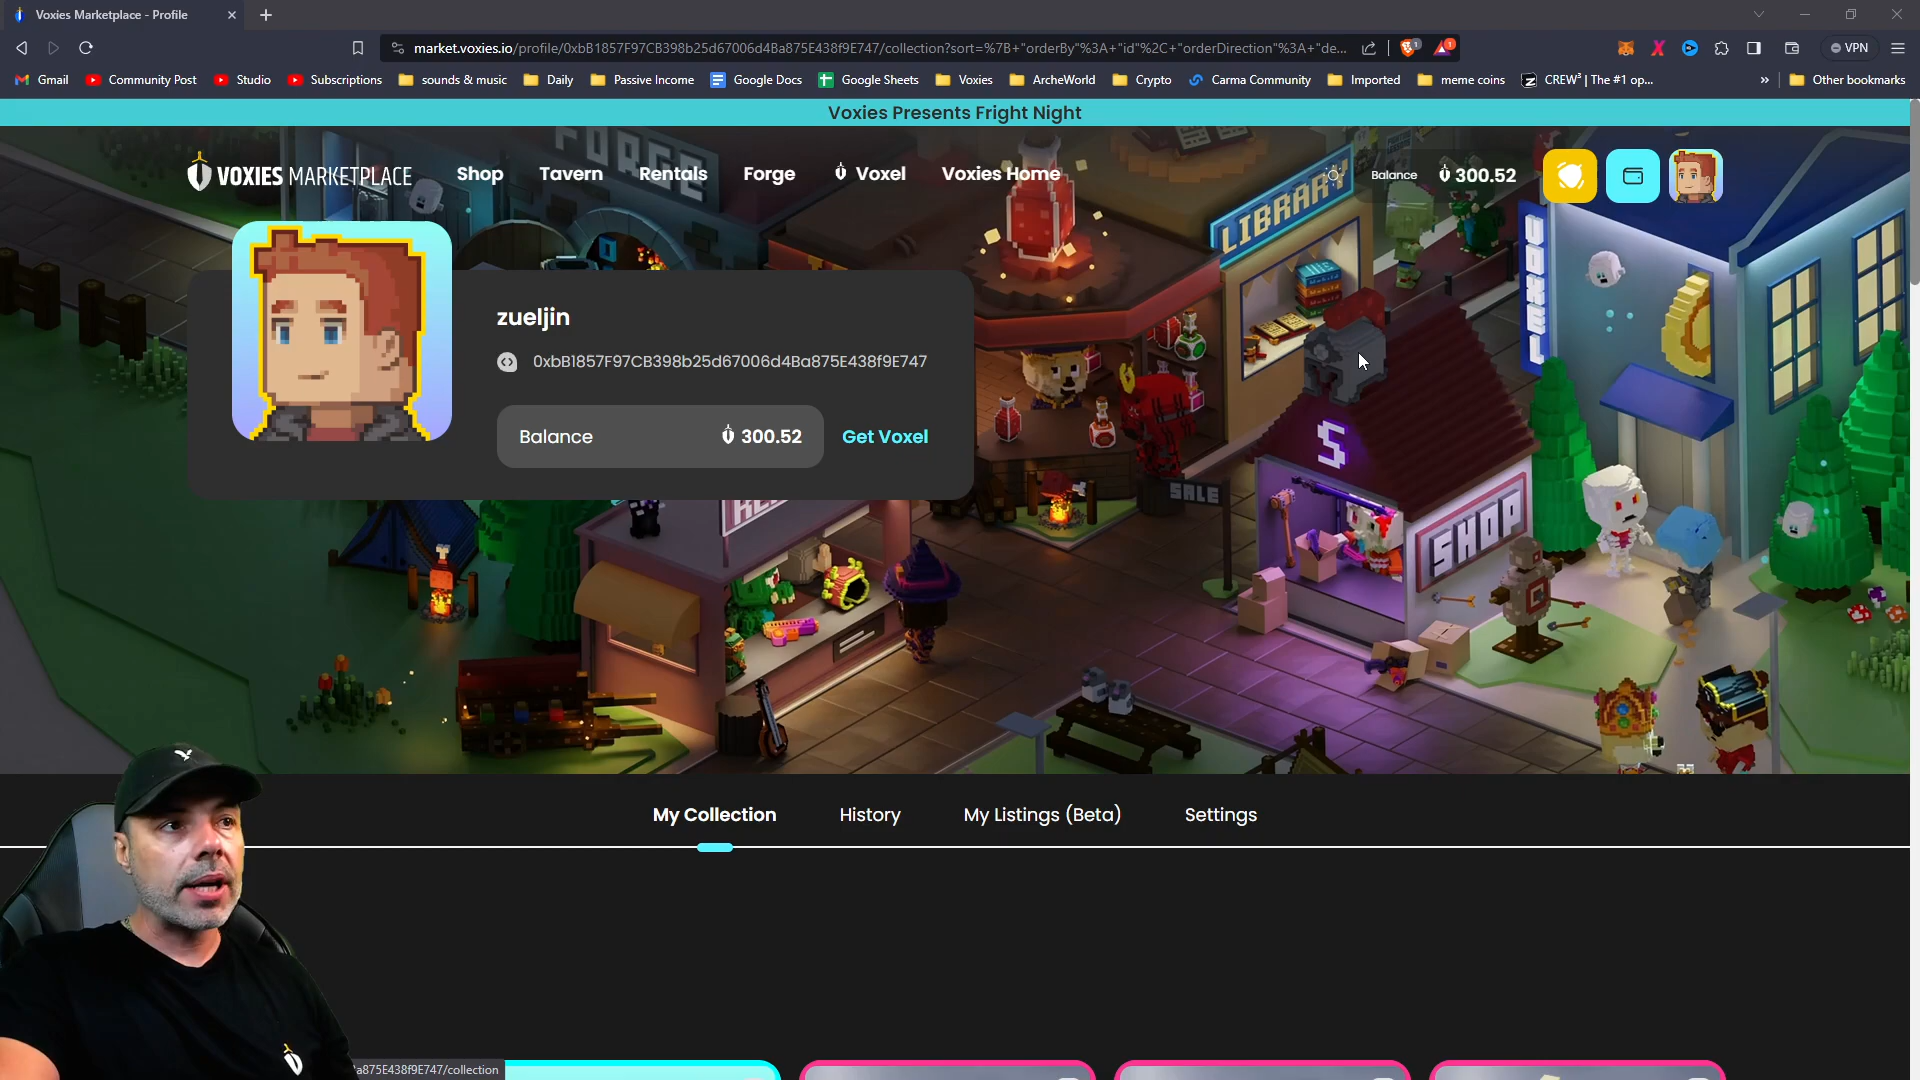 Voxies Marketplace - Profile
market.voxies.io/profile/0xbB1857F97CB398b25d67006d4Ba875E438f9E747/collection?sort=%7B+"orderBy"%3A+"id"%2C+"orderDirection"%3A+"de...
VPN
Gmail
Community Post
Studio
Subscriptions
sounds & music
Daily
Passive Income
Google Docs
Google Sheets
Voxies
ArcheWorld
Crypto
Carma Community
Imported
meme coins
CREW³ | The #1 op...
Other bookmarks
Voxies Presents Fright Night
VOXIES MARKETPLACE
Shop
Tavern
Rentals
Forge
Voxel
Voxies Home
Balance
300.52
FORGE
LIBRARY
VOXEL
zueljin
0xbB1857F97CB398b25d67006d4Ba875E438f9E747
Balance
300.52
Get Voxel
S
SALE
SHOP
My Collection
History
My Listings (Beta)
Settings
a875E438f9E747/collection